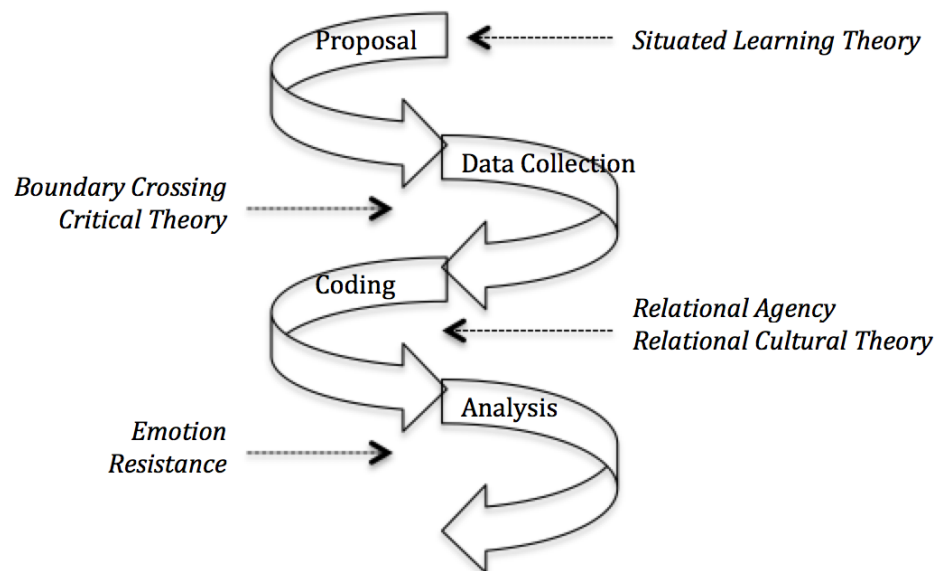 Proposal
Situated Learning Theory
Data Collection
Boundary Crossing
Critical Theory
Coding
Relational Agency
Relational Cultural Theory
Analysis
Emotion
Resistance